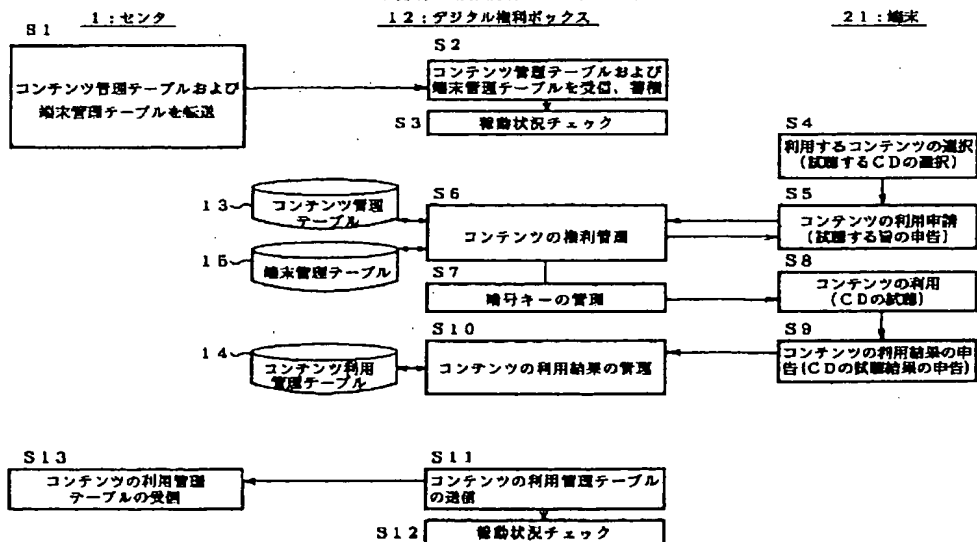 1:センタ
12:デジタル権利ボックス
21:端末
S1
コンテンツ管理テーブルおよび
端末管理テーブルを転送
S2
コンテンツ管理テーブルおよび
端末管理テーブルを受信、蓄積
S3
稼動状況チェック
S4
利用するコンテンツの選択
(試聴するCDの選択)
S5
コンテンツの利用申請
(試聴する旨の申告)
13
コンテンツ管理
テーブル
15
端末管理テーブル
S6
コンテンツの権利管理
S7
暗号キーの管理
S8
コンテンツの利用
(CDの試聴)
S9
コンテンツの利用結果の申
告(CDの試聴結果の申告)
S10
コンテンツの利用結果の管理
14
コンテンツ利用
管理テーブル
S11
コンテンツの利用管理テーブル
の送信
S12
稼動状況チェック
S13
コンテンツの利用管理
テーブルの受信